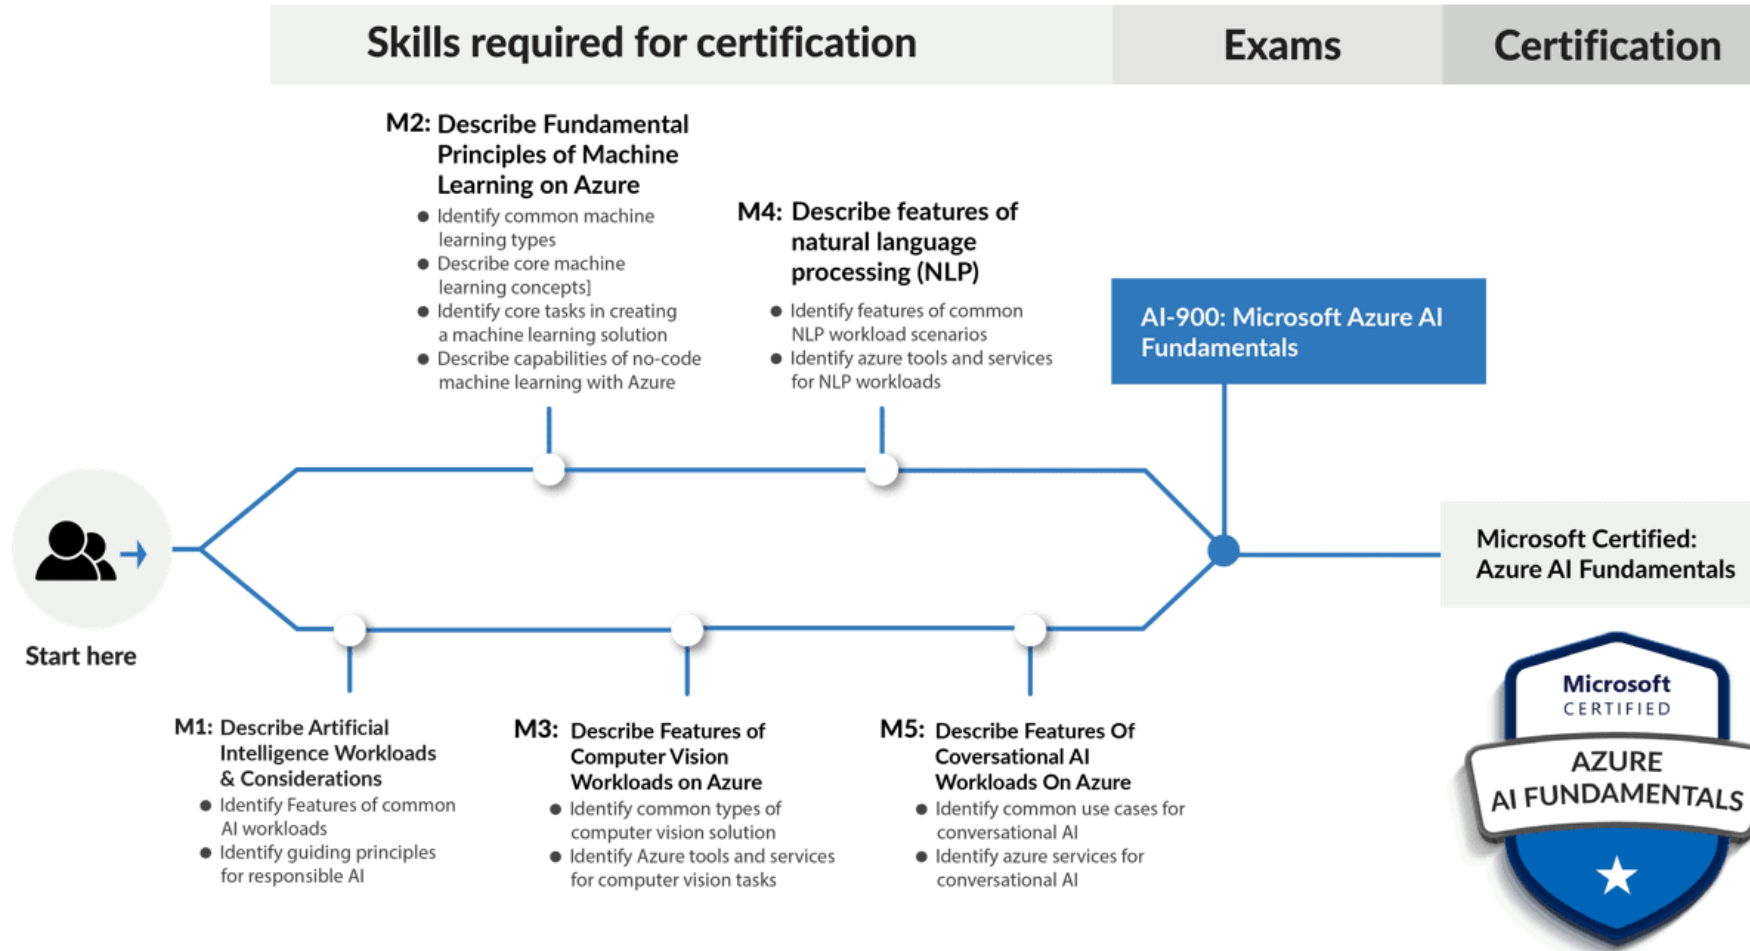 Skills required for certification
Exams
Certification
M2: Describe Fundamental
Principles of Machine
Learning on Azure
● Identify common machine
learning types
● Describe core machine
learning concepts]
● Identify core tasks in creating
a machine learning solution
● Describe capabilities of no-code
machine learning with Azure
M4: Describe features of
natural language
processing (NLP)
● Identify features of common
NLP workload scenarios
● Identify azure tools and services
for NLP workloads
AI-900: Microsoft Azure AI
Fundamentals
Start here
Microsoft Certified:
Azure AI Fundamentals
M1: Describe Artificial
Intelligence Workloads
& Considerations
● Identify Features of common
AI workloads
● Identify guiding principles
for responsible AI
M3: Describe Features of
Computer Vision
Workloads on Azure
● Identify common types of
computer vision solution
● Identify Azure tools and services
for computer vision tasks
M5: Describe Features Of
Coversational AI
Workloads On Azure
● Identify common use cases for
conversational AI
● Identify azure services for
conversational AI
Microsoft
CERTIFIED
AZURE
AI FUNDAMENTALS